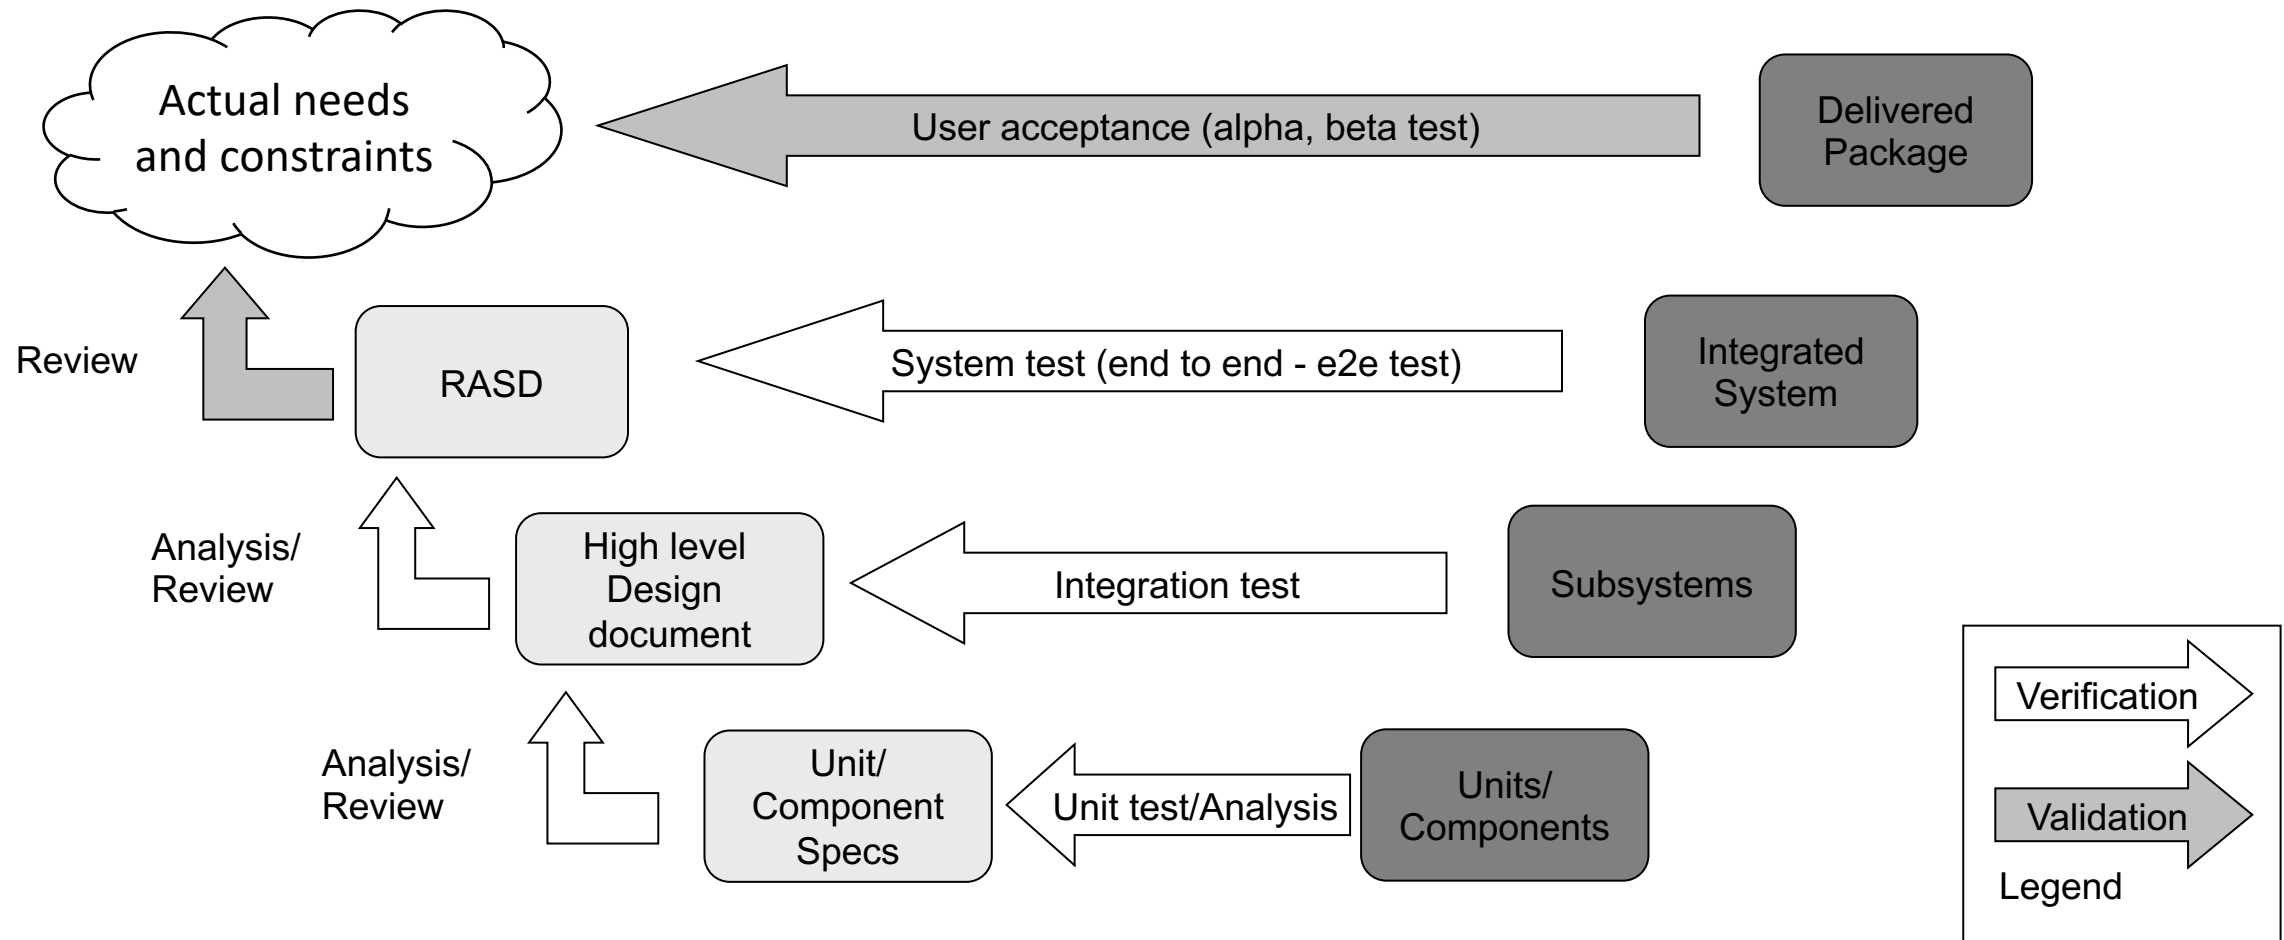 Actual needs
and constraints
User acceptance (alpha, beta test)
Delivered
Package
Review
RASD
System test (end to end - e2e test)
Integrated
System
Analysis/
Review
High level
Design
document
Integration test
Subsystems
Analysis/
Review
Unit/
Component
Specs
Unit test/Analysis
Units/
Components
Verification
Validation
Legend